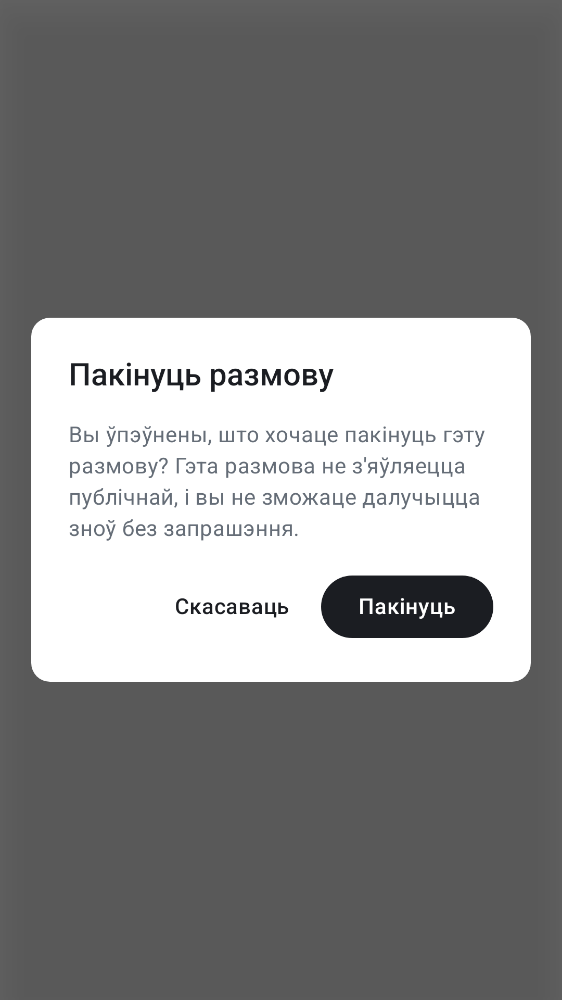 Пакінуць размову
Вы ўпэўнены, што хочаце пакінуць гэту
размову? Гэта размова не з'яўляецца
публічнай, і вы не зможаце далучыцца
зноў без запрашэння.
Скасаваць
Пакінуць